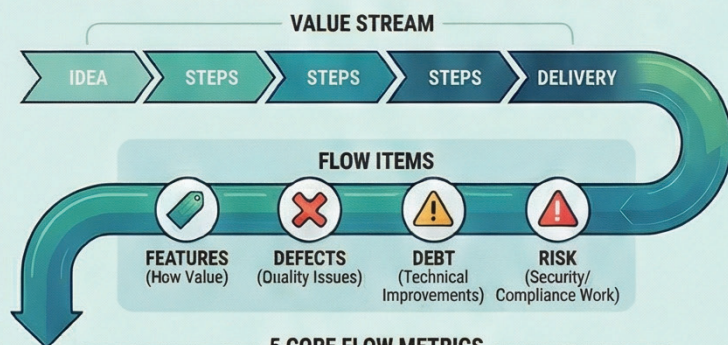 VALUE STREAM
IDEA
STEPS
STEPS
STEPS
DELIVERY
FLOW ITEMS
FEATURES
(How Value)
DEFECTS
(Quality Issues)
DEBT
(Technical
Improvements)
RISK
(Security/
Compliance Work)
5 CORE FLOW METRICS